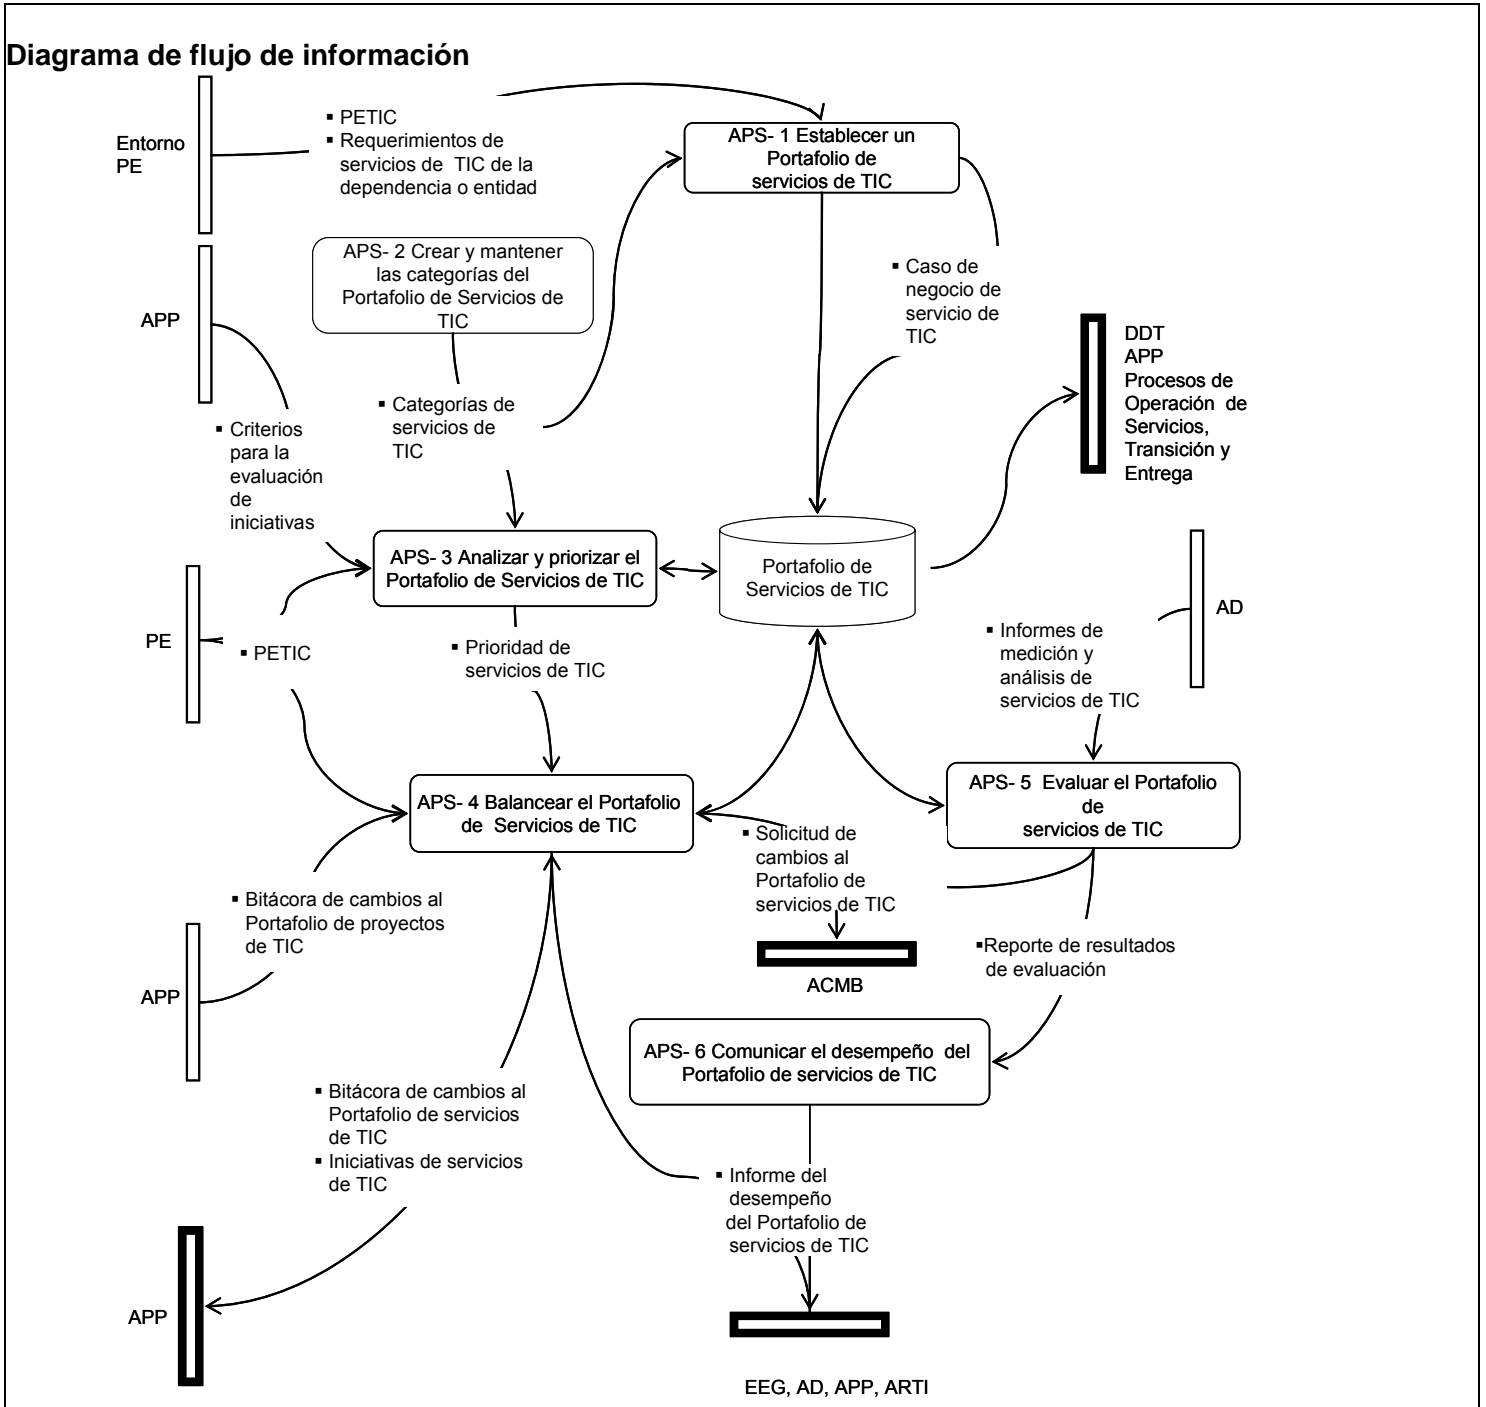 Diagrama de flujo de información
Entorno
PE
▪ PETIC
▪ Requerimientos de
servicios de TIC de la
dependencia o entidad
APS- 1 Establecer un
Portafolio de
servicios de TIC
APS- 2 Crear y mantener
las categorías del
Portafolio de Servicios de
TIC
▪ Caso de
negocio de
servicio de
TIC
APP
DDT
APP
Procesos de
Operación de
Servicios,
Transición y
Entrega
▪ Categorías de
servicios de
TIC
▪ Criterios
para la
evaluación
de
iniciativas
APS- 3 Analizar y priorizar el
Portafolio de Servicios de TIC
Portafolio de
Servicios de TIC
AD
PE
▪ PETIC
▪ Prioridad de
servicios de TIC
▪ Informes de
medición y
análisis de
servicios de TIC
APS- 4 Balancear el Portafolio
de Servicios de TIC
APS- 5 Evaluar el Portafolio
de
servicios de TIC
▪ Solicitud de
cambios al
Portafolio de
servicios de TIC
▪ Bitácora de cambios al
Portafolio de proyectos
de TIC
ACMB
▪Reporte de resultados
de evaluación
APP
APS- 6 Comunicar el desempeño del
Portafolio de servicios de TIC
▪ Bitácora de cambios al
Portafolio de servicios
de TIC
▪ Iniciativas de servicios
de TIC
▪ Informe del
desempeño
del Portafolio de
servicios de TIC
APP
EEG, AD, APP, ARTI